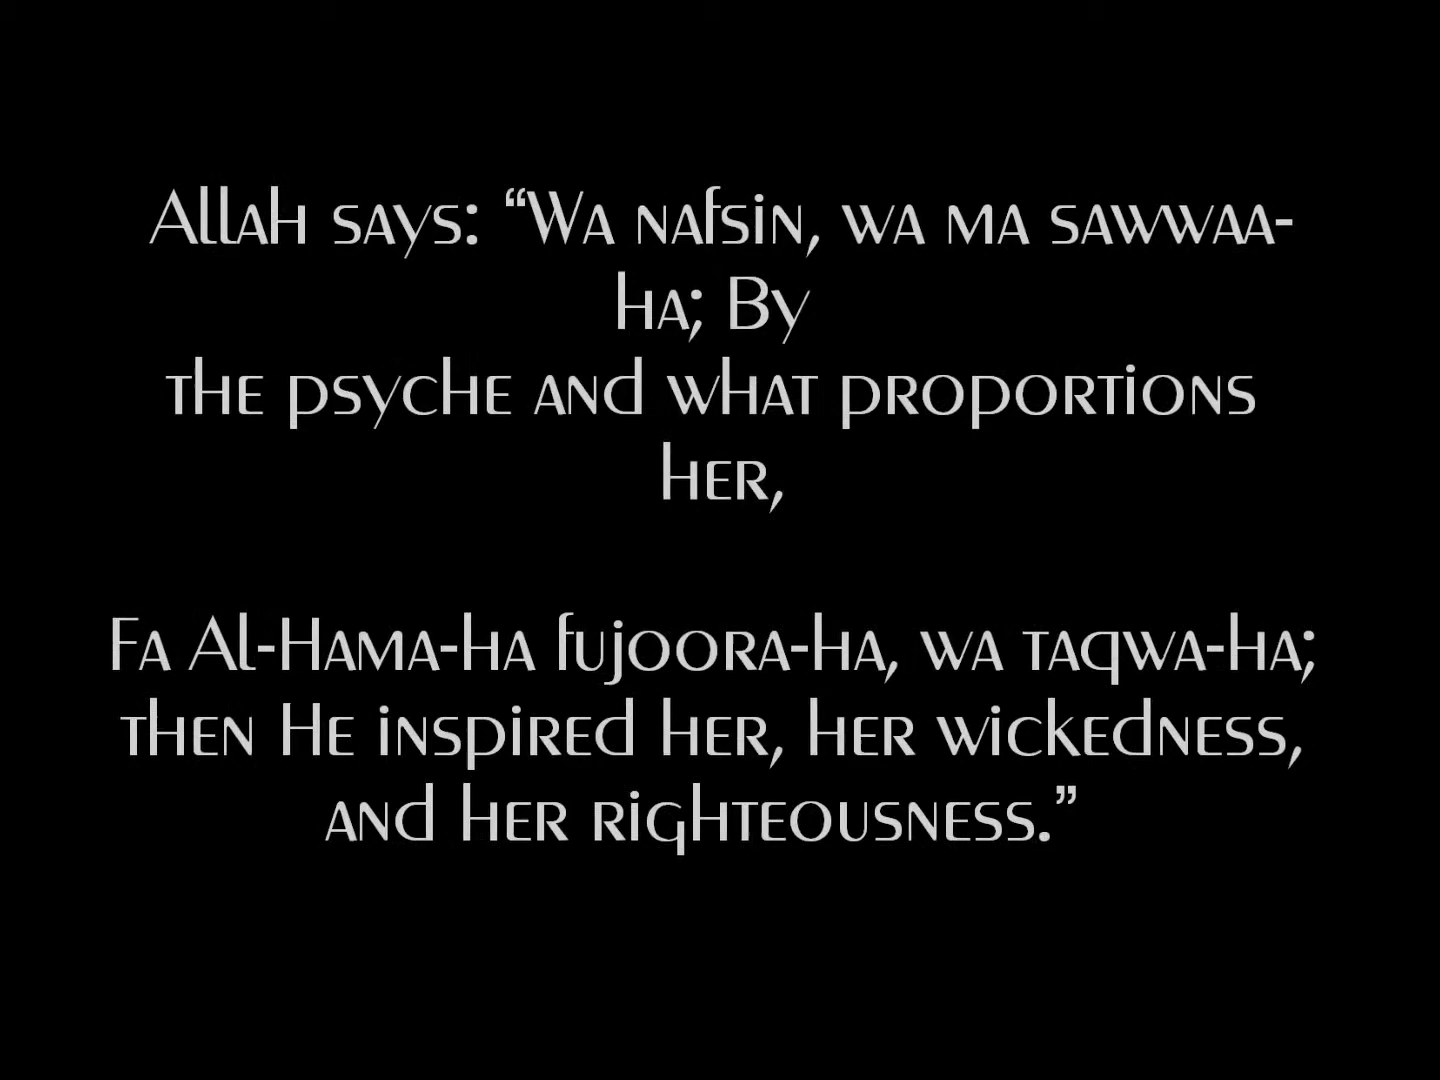 Allah says: “Wa nafsin, wa ma sawwaa-
ha; By
the psyche and what proportions
her,
Fa Al-Hama-ha fujoora-ha, wa taqwa-ha;
then He inspired her, her wickedness,
and her righteousness.”